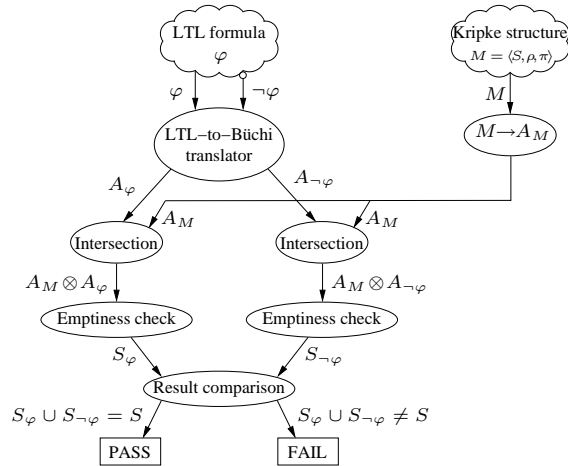 LTL formula
φ
Kripke structure
M = ⟨S, ρ, π⟩
φ
¬φ
M
LTL–to–Büchi
translator
M→A_M
A_φ
A_¬φ
A_M
A_M
Intersection
Intersection
A_M ⊗ A_φ
A_M ⊗ A_¬φ
Emptiness check
Emptiness check
S_φ
S_¬φ
Result comparison
S_φ ∪ S_¬φ = S
S_φ ∪ S_¬φ ≠ S
PASS
FAIL